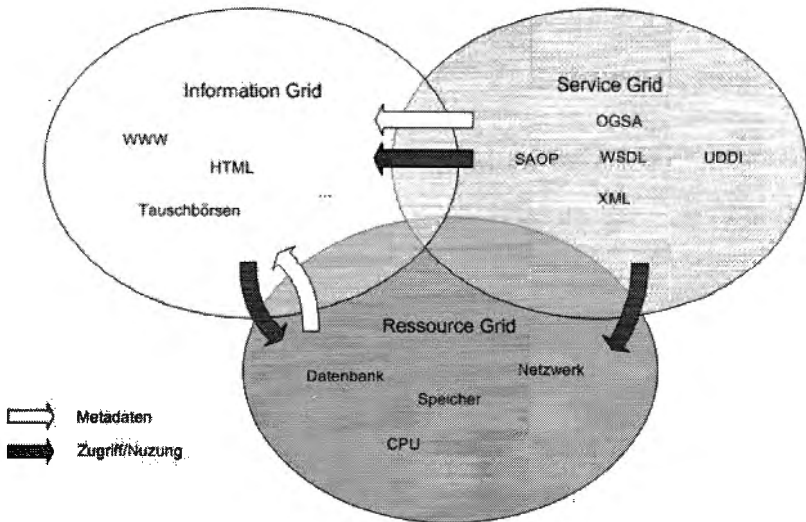 Information Grid
WWW
HTML
Tauschbörsen
...
Service Grid
OGSA
SAOP WSDL UDDI
XML
Ressource Grid
Datenbank
Speicher
Netzwerk
CPU
Metadaten
Zugriff/Nuzung